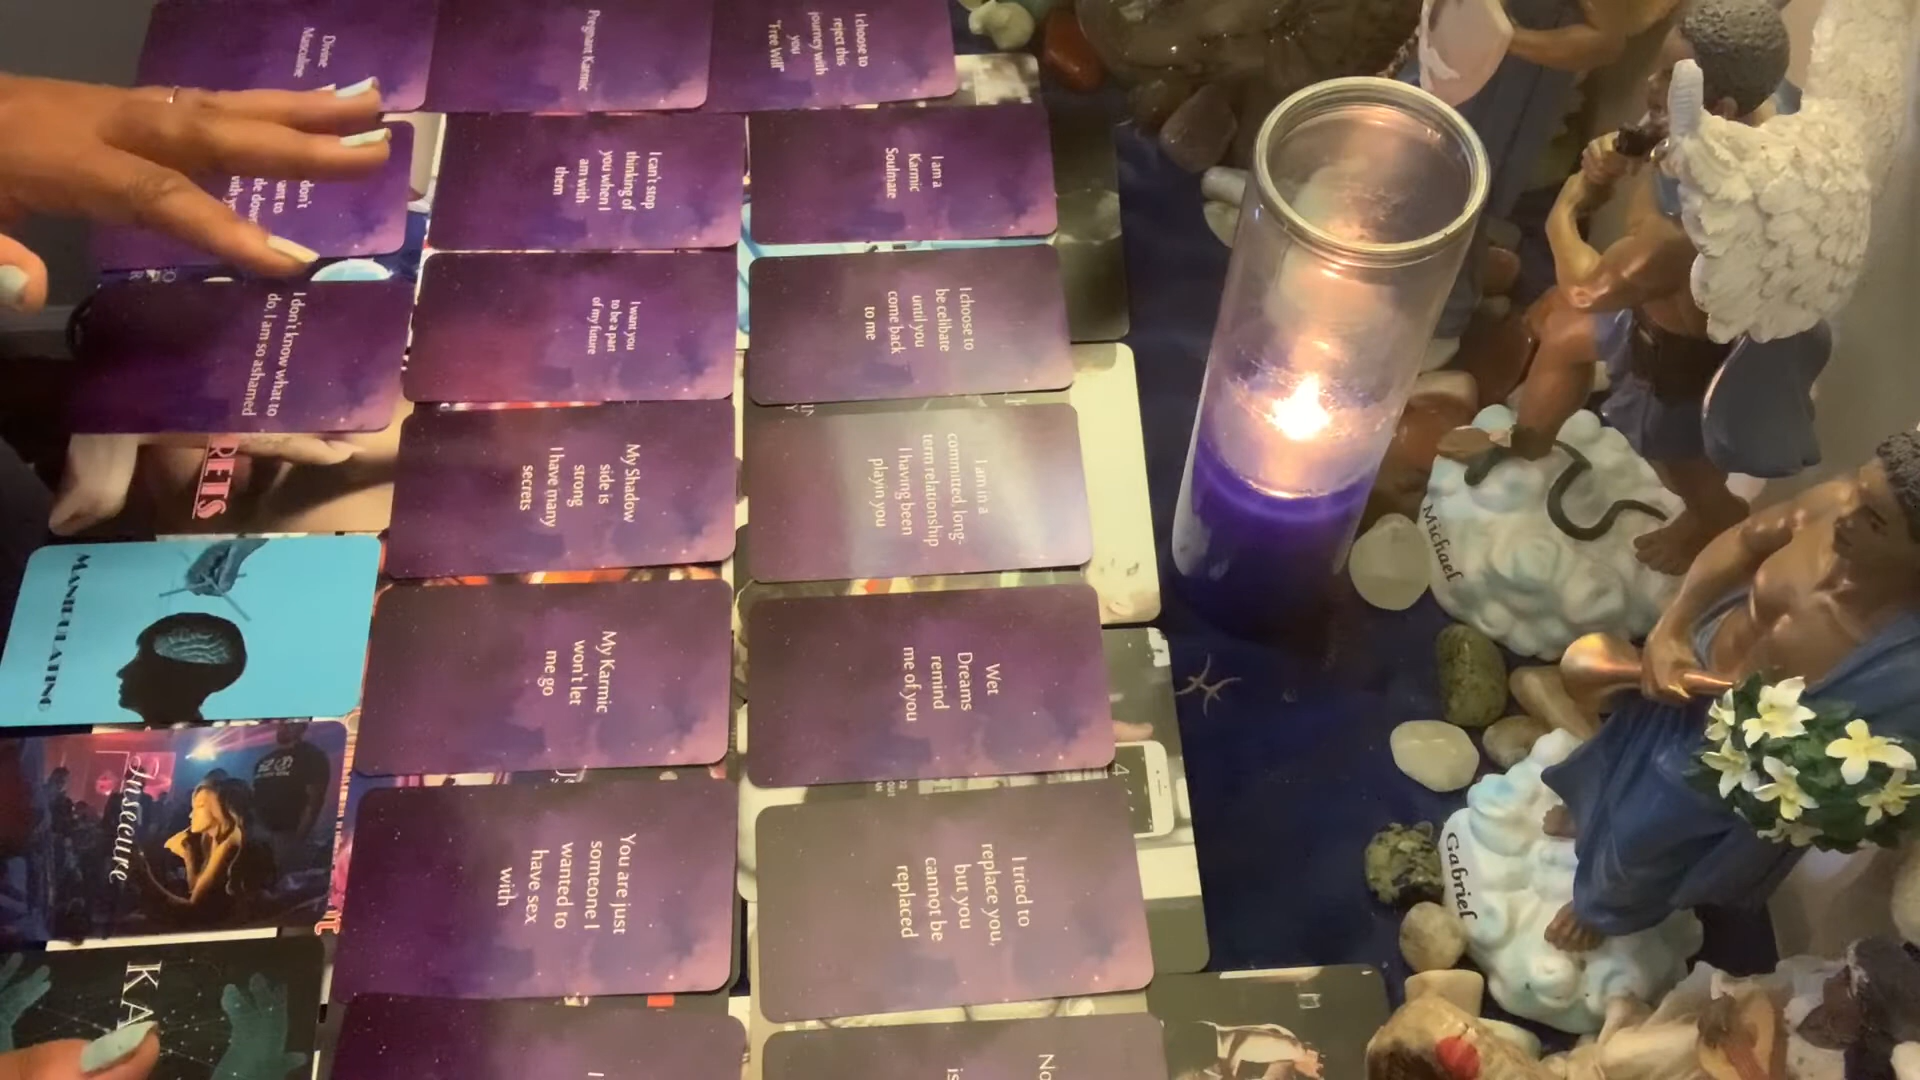 I choose to
reject this
journey with
you
"Free Will"
I am a
Karmic
Soulmate
I choose to
be celibate
until you
come back
to me
I am in a
committed, long-
term relationship
I having been
playin you
Wet
Dreams
remind
me of you
I tried to
replace you,
but you
cannot be
replaced
No
is
Pregnant Karmic
I can't stop
thinking of
you when I
am with
them
I want you
to be a part
of my future
My Shadow
side is
strong
I have many
secrets
My Karmic
won't let
me go
You are just
someone I
wanted to
have sex
with
I
Divine
Masculine
don't
I don't know what to
do, I am so ashamed
RETS
MANIPULATING
Insecure
KA
Michael
Gabriel